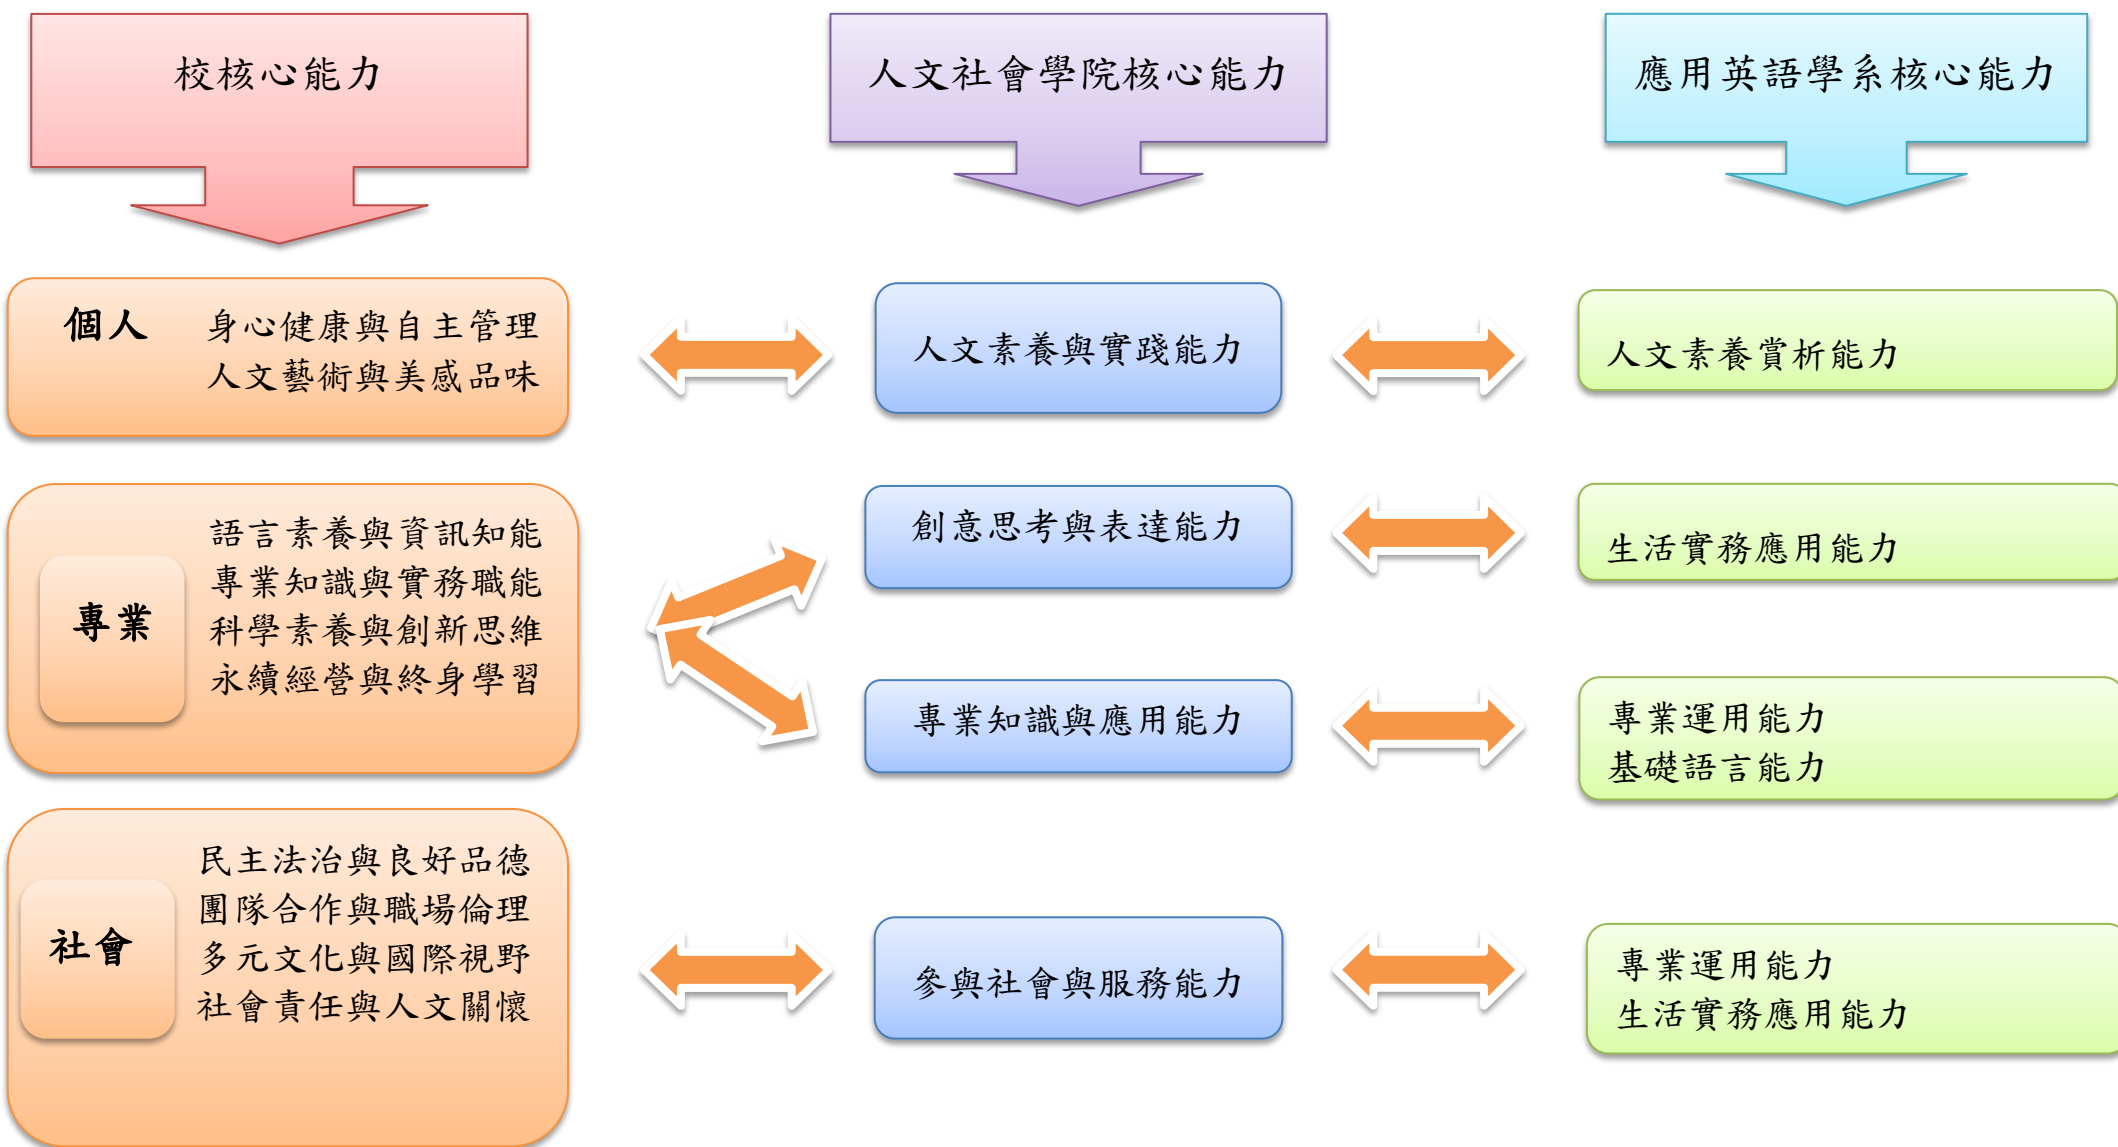 校核心能力
人文社會學院核心能力
應用英語學系核心能力
個人
身心健康與自主管理
人文藝術與美感品味
人文素養與實踐能力
人文素養賞析能力
專業
語言素養與資訊知能
專業知識與實務職能
科學素養與創新思維
永續經營與終身學習
創意思考與表達能力
生活實務應用能力
專業知識與應用能力
專業運用能力
基礎語言能力
社會
民主法治與良好品德
團隊合作與職場倫理
多元文化與國際視野
社會責任與人文關懷
參與社會與服務能力
專業運用能力
生活實務應用能力